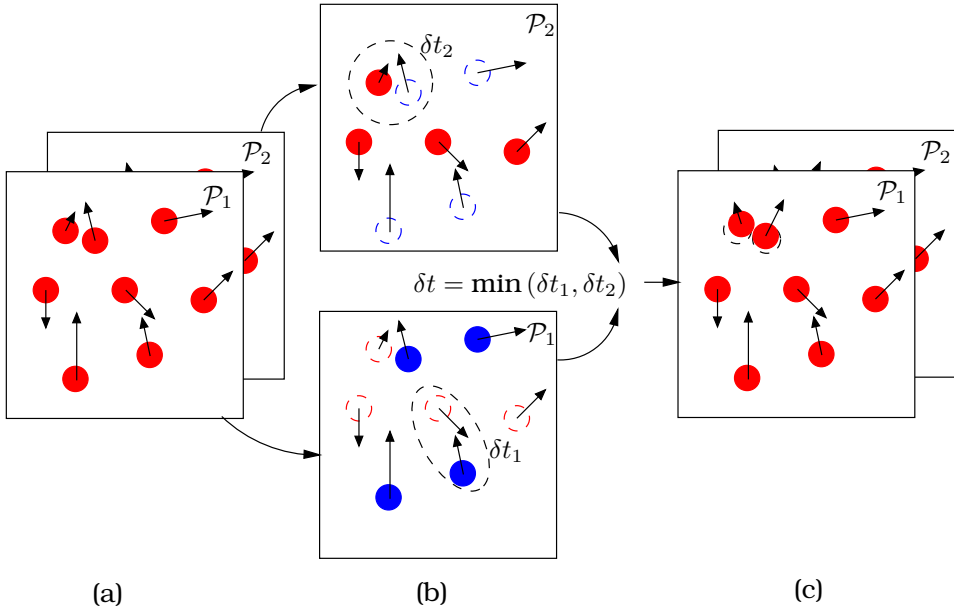 𝒫₂
𝒫₁
(a)
𝒫₂
δt₂
δt = min (δt₁, δt₂)
𝒫₁
δt₁
(b)
𝒫₂
𝒫₁
(c)